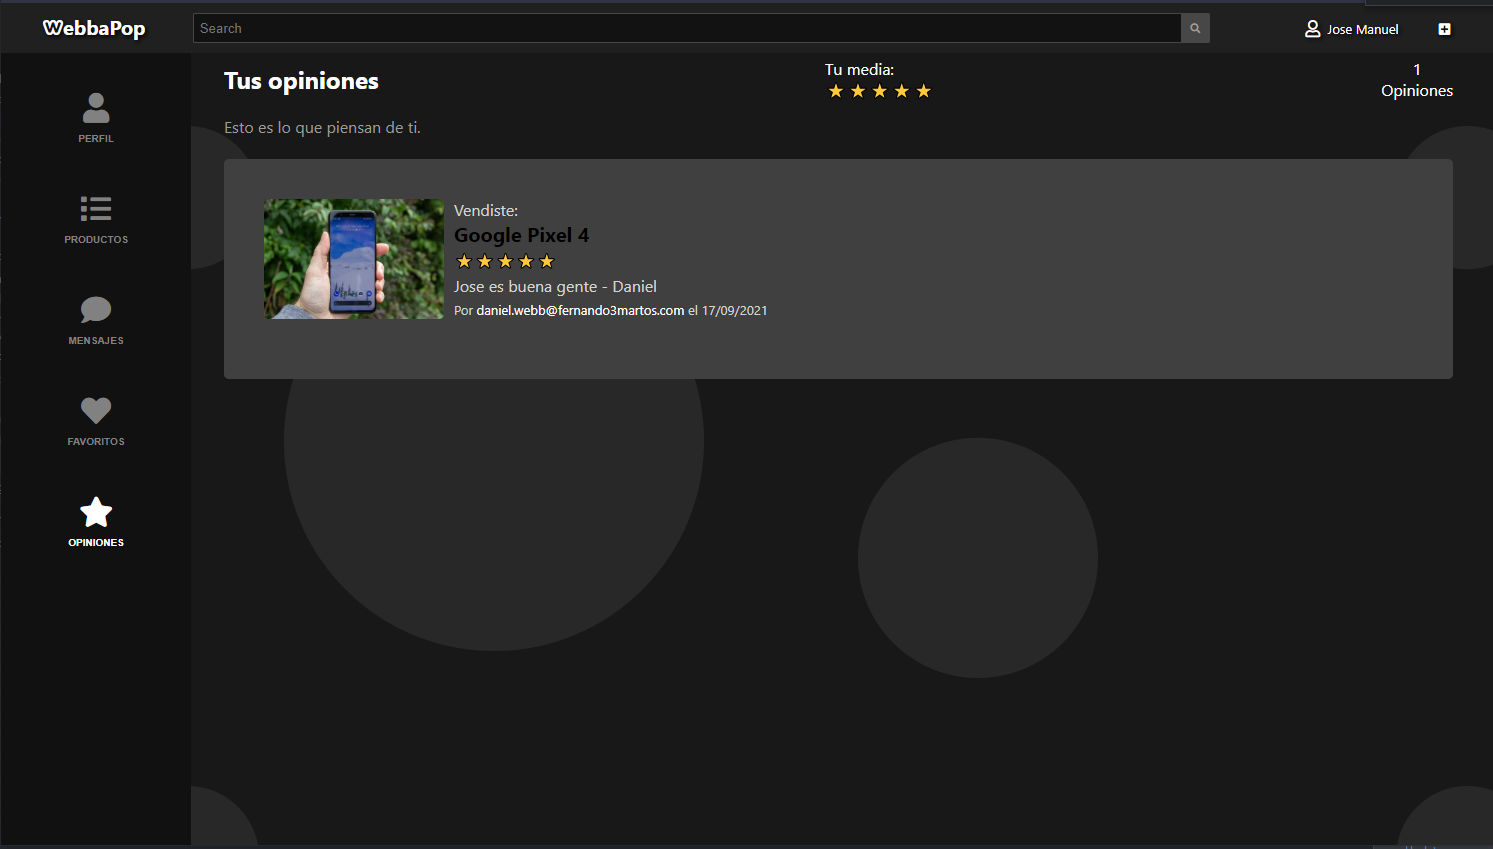 WebbaPop
Search
Jose Manuel
PERFIL
PRODUCTOS
MENSAJES
FAVORITOS
OPINIONES
Tus opiniones
Tu media:
1
Opiniones
Esto es lo que piensan de ti.
Vendiste:
Google Pixel 4
Jose es buena gente - Daniel
Por daniel.webb@fernando3martos.com el 17/09/2021